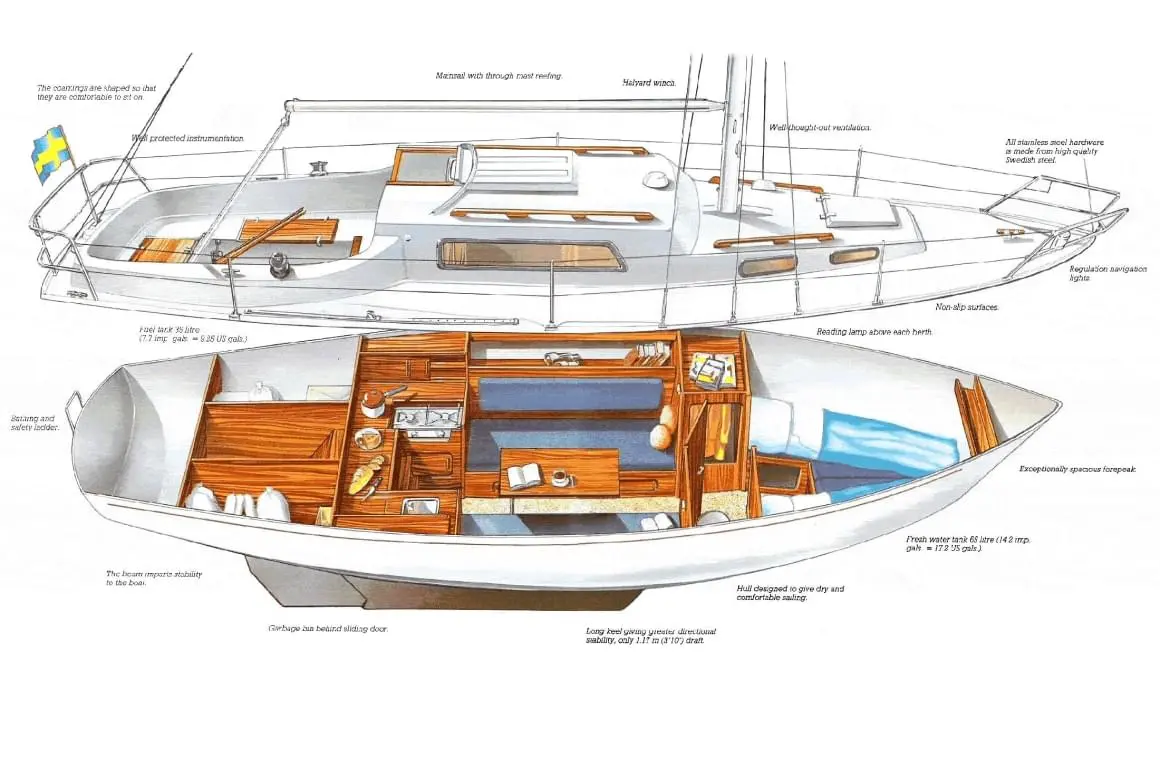 Mainsail with through mast reefing.
Halyard winch.
The coamings are shaped so that
they are comfortable to sit on.
Well protected instrumentation.
Well-thought-out ventilation.
All stainless steel hardware
is made from high quality
Swedish steel.
Regulation navigation
lights.
Non-slip surfaces.
Fuel tank 35 litre
(7.7 imp. gals. = 9.25 US gals.)
Reading lamp above each berth.
Bathing and
safety ladder.
Exceptionally spacious forepeak.
Fresh water tank 65 litre (14.2 imp.
gals. = 17.2 US gals.).
The beam imparts stability
to the boat.
Hull designed to give dry and
comfortable sailing.
Garbage bin behind sliding door.
Long keel giving greater directional
stability, only 1.17 m (3'10") draft.